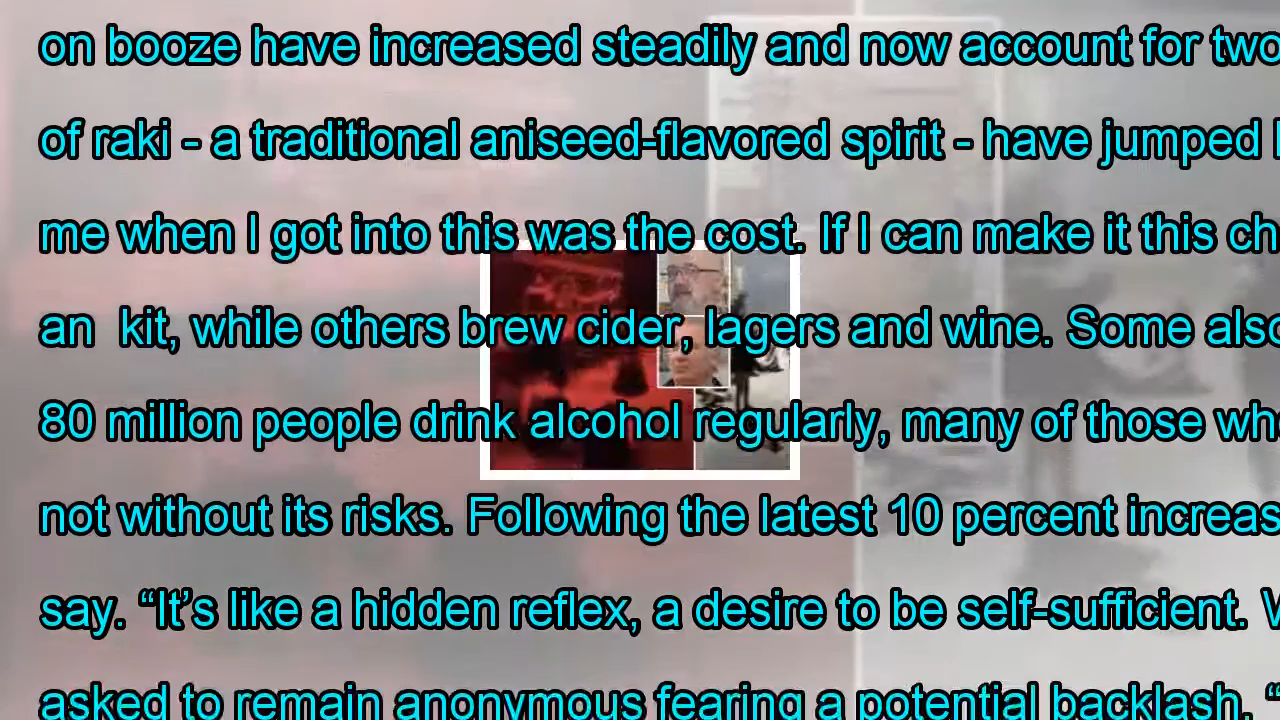 on booze have increased steadily and now account for two
of raki - a traditional aniseed-flavored spirit - have jumped
me when I got into this was the cost. If I can make it this
an kit, while others brew cider, lagers and wine. Some also
80 million people drink alcohol regularly, many of those
not without its risks. Following the latest 10 percent
say. “It’s like a hidden reflex, a desire to be self-sufficient.
asked to remain anonymous fearing a potential backlash. “